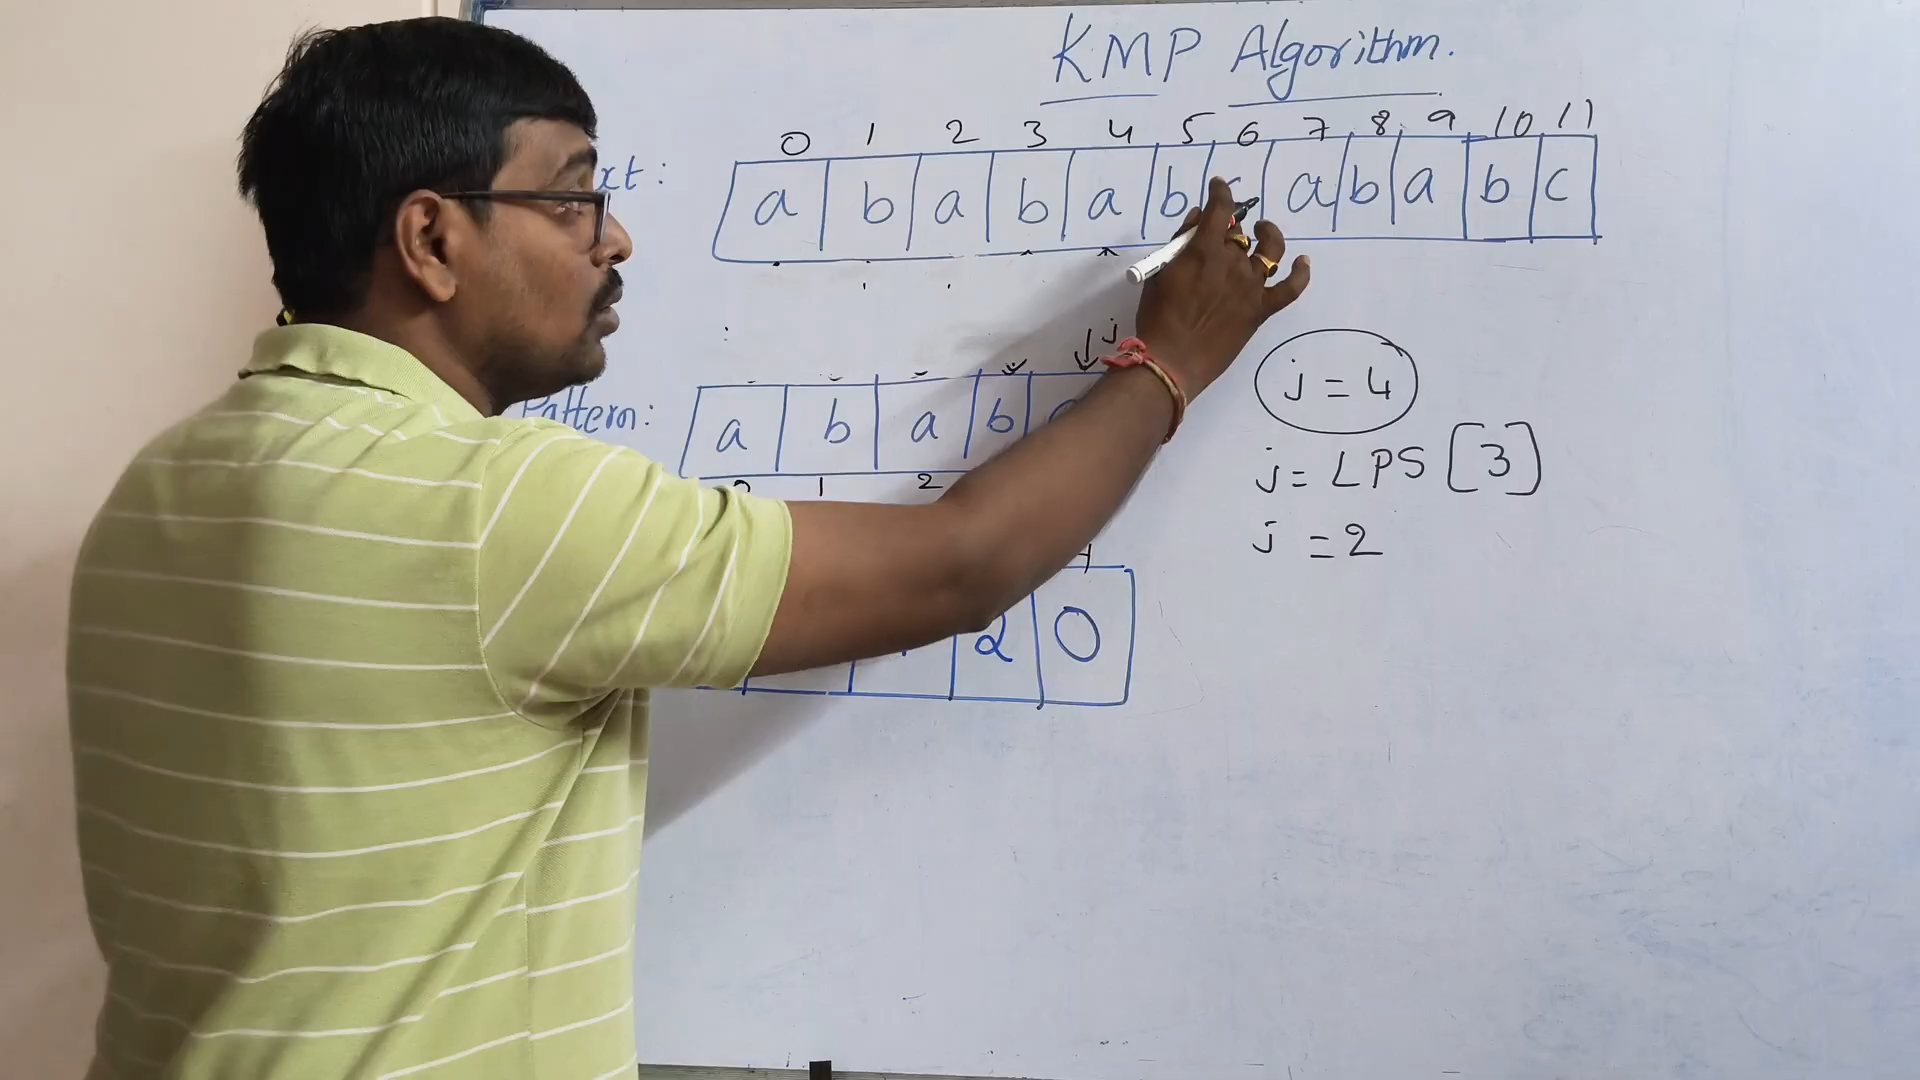 KMP Algorithm.
0 1 2 3 4 5 6 7 8 9 10 11
xt: a b a b a b c a b a b c
j
Pattern: a b a b
0 1 2
j = 4
j = LPS [3]
j = 2
2 0